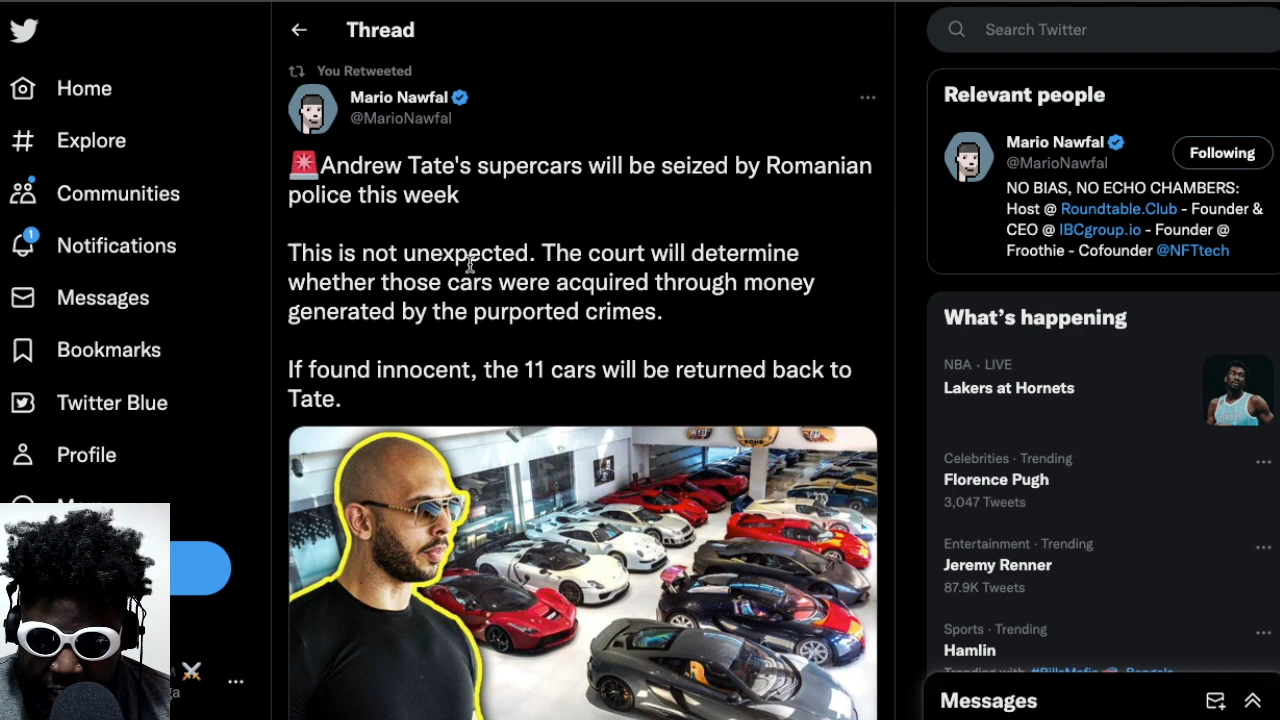 Home
Explore
Communities
1
Notifications
Messages
Bookmarks
Twitter Blue
Profile
Thread
You Retweeted
Mario Nawfal
@MarioNawfal
🚨Andrew Tate's supercars will be seized by Romanian
police this week
This is not unexpected. The court will determine
whether those cars were acquired through money
generated by the purported crimes.
If found innocent, the 11 cars will be returned back to
Tate.
Search Twitter
Relevant people
Mario Nawfal
@MarioNawfal
Following
NO BIAS, NO ECHO CHAMBERS:
Host @ Roundtable.Club - Founder &
CEO @ IBCgroup.io - Founder @
Froothie - Cofounder @NFTtech
What's happening
NBA · LIVE
Lakers at Hornets
Celebrities · Trending
Florence Pugh
3,047 Tweets
Entertainment · Trending
Jeremy Renner
87.9K Tweets
Sports · Trending
Hamlin
Trending with #BillsMafia Bengals
Messages